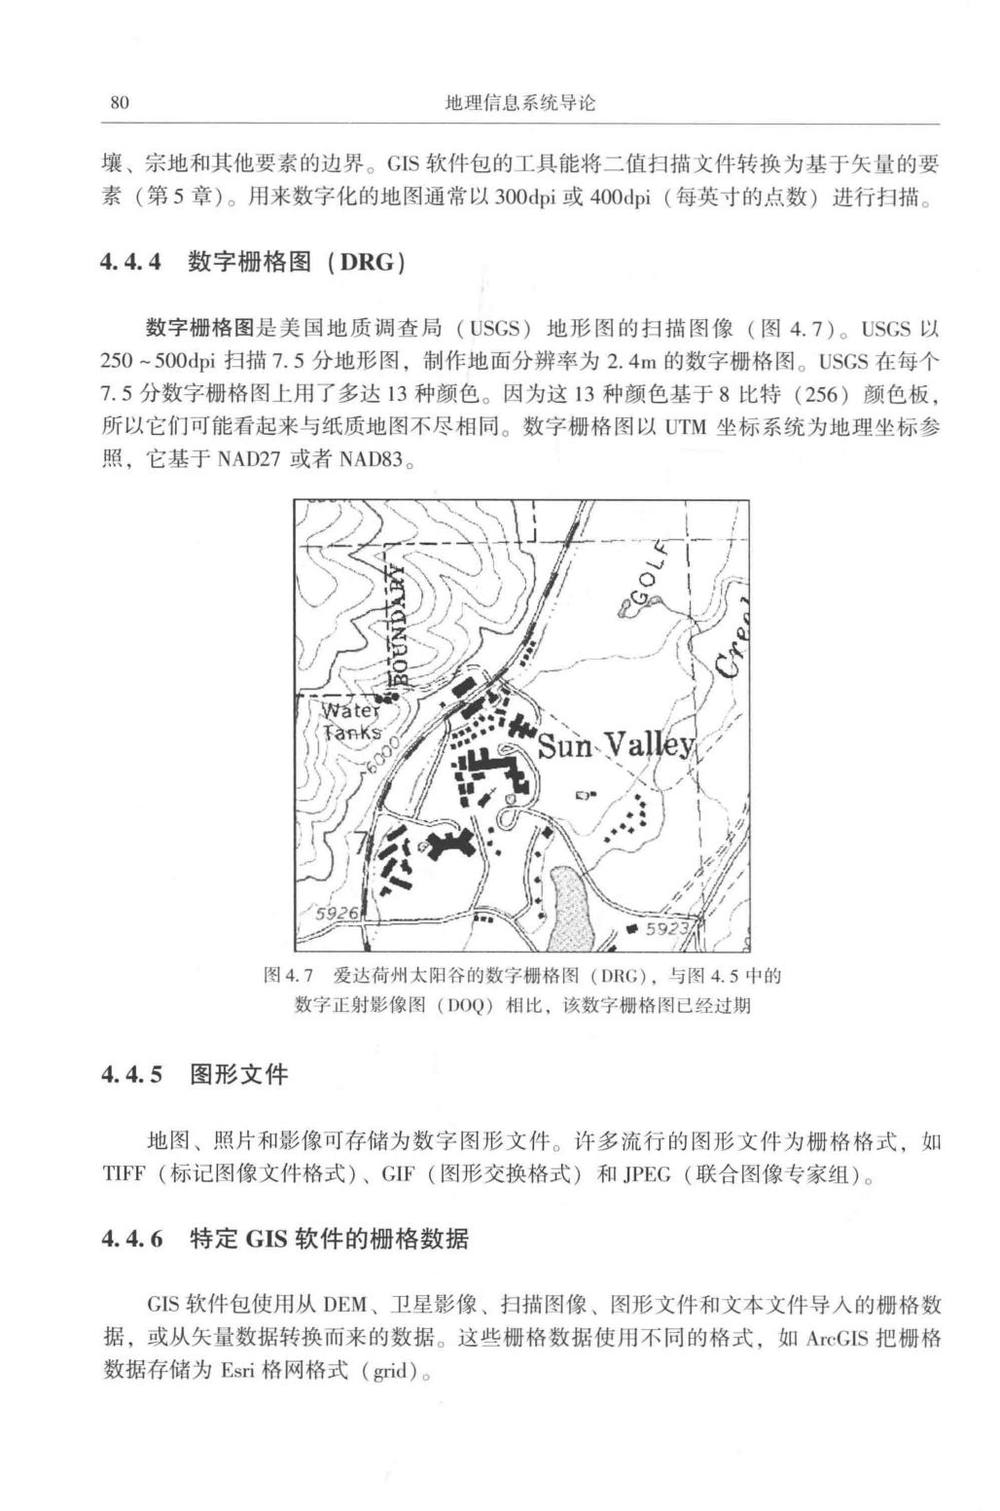 80
地理信息系统导论
壤、宗地和其他要素的边界。GIS 软件包的工具能将二值扫描文件转换为基于矢量的要
素（第 5 章）。用来数字化的地图通常以 300dpi 或 400dpi（每英寸的点数）进行扫描。
4.4.4 数字栅格图（DRG）
数字栅格图是美国地质调查局（USGS）地形图的扫描图像（图 4.7）。USGS 以
250～500dpi 扫描 7.5 分地形图，制作地面分辨率为 2.4m 的数字栅格图。USGS 在每个
7.5 分数字栅格图上用了多达 13 种颜色。因为这 13 种颜色基于 8 比特（256）颜色板，
所以它们可能看起来与纸质地图不尽相同。数字栅格图以 UTM 坐标系统为地理坐标参
照，它基于 NAD27 或者 NAD83。
GOLF
BOUNDARY
Creek
Water
Tanks
6000
Sun Valley
7
5926
5923
图 4.7 爱达荷州太阳谷的数字栅格图（DRG），与图 4.5 中的
数字正射影像图（DOQ）相比，该数字栅格图已经过期
4.4.5 图形文件
地图、照片和影像可存储为数字图形文件。许多流行的图形文件为栅格格式，如
TIFF（标记图像文件格式）、GIF（图形交换格式）和 JPEG（联合图像专家组）。
4.4.6 特定 GIS 软件的栅格数据
GIS 软件包使用从 DEM、卫星影像、扫描图像、图形文件和文本文件导入的栅格数
据，或从矢量数据转换而来的数据。这些栅格数据使用不同的格式，如 ArcGIS 把栅格
数据存储为 Esri 格网格式（grid）。